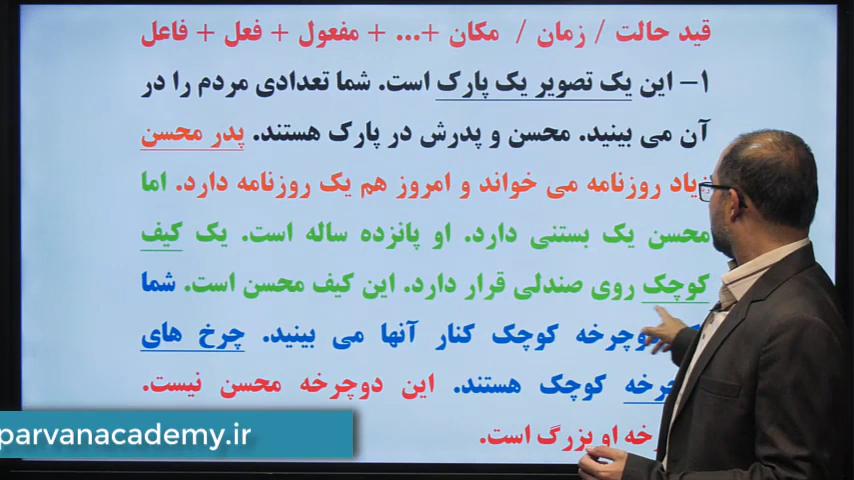 قید حالت / زمان / مکان +... + مفعول + فعل + فاعل
۱- این یک تصویر یک پارک است. شما تعدادی مردم را در
آن می بینید. محسن و پدرش در پارک هستند. پدر محسن
زیاد روزنامه می خواند و امروز هم یک روزنامه دارد. اما
محسن یک بستنی دارد. او پانزده ساله است. یک کیف
کوچک روی صندلی قرار دارد. این کیف محسن است. شما
دوچرخه کوچک کنار آنها می بینید. چرخ های
کوچک هستند. این دوچرخه محسن نیست.
او بزرگ است.
parvanacademy.ir